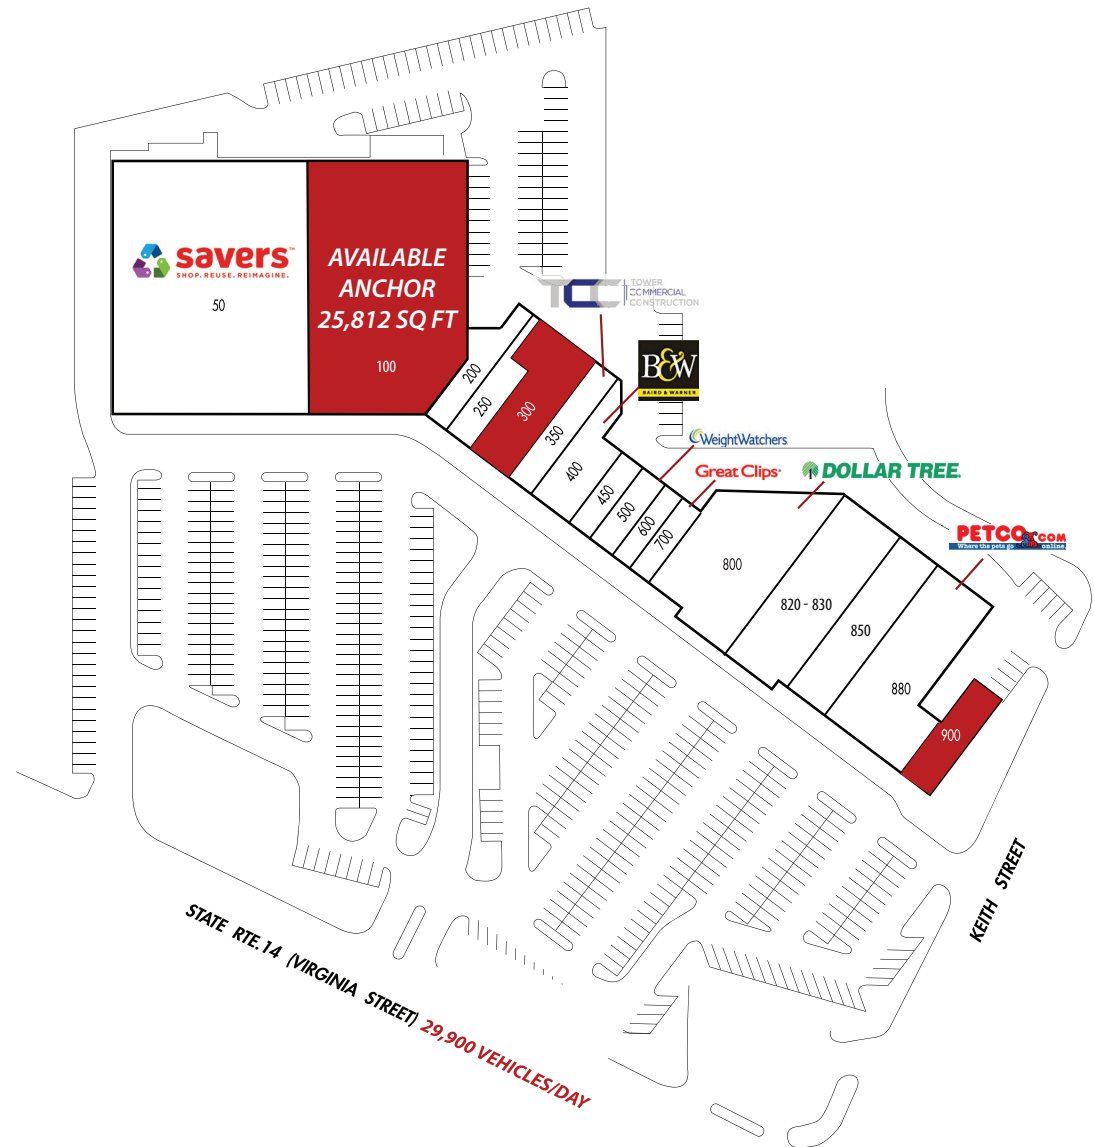 savers™
SHOP. REUSE. REIMAGINE.
50
AVAILABLE
ANCHOR
25,812 SQ FT
100
TCC
TOWER
COMMERCIAL
CONSTRUCTION
B&W
BAIRD & WARNER
WeightWatchers
Great Clips
DOLLAR TREE
PETCO.COM
Where the pets go online
200
250
300
350
400
450
500
600
700
800
820 - 830
850
880
900
KEITH STREET
STATE RTE.14 (VIRGINIA STREET) 29,900 VEHICLES/DAY